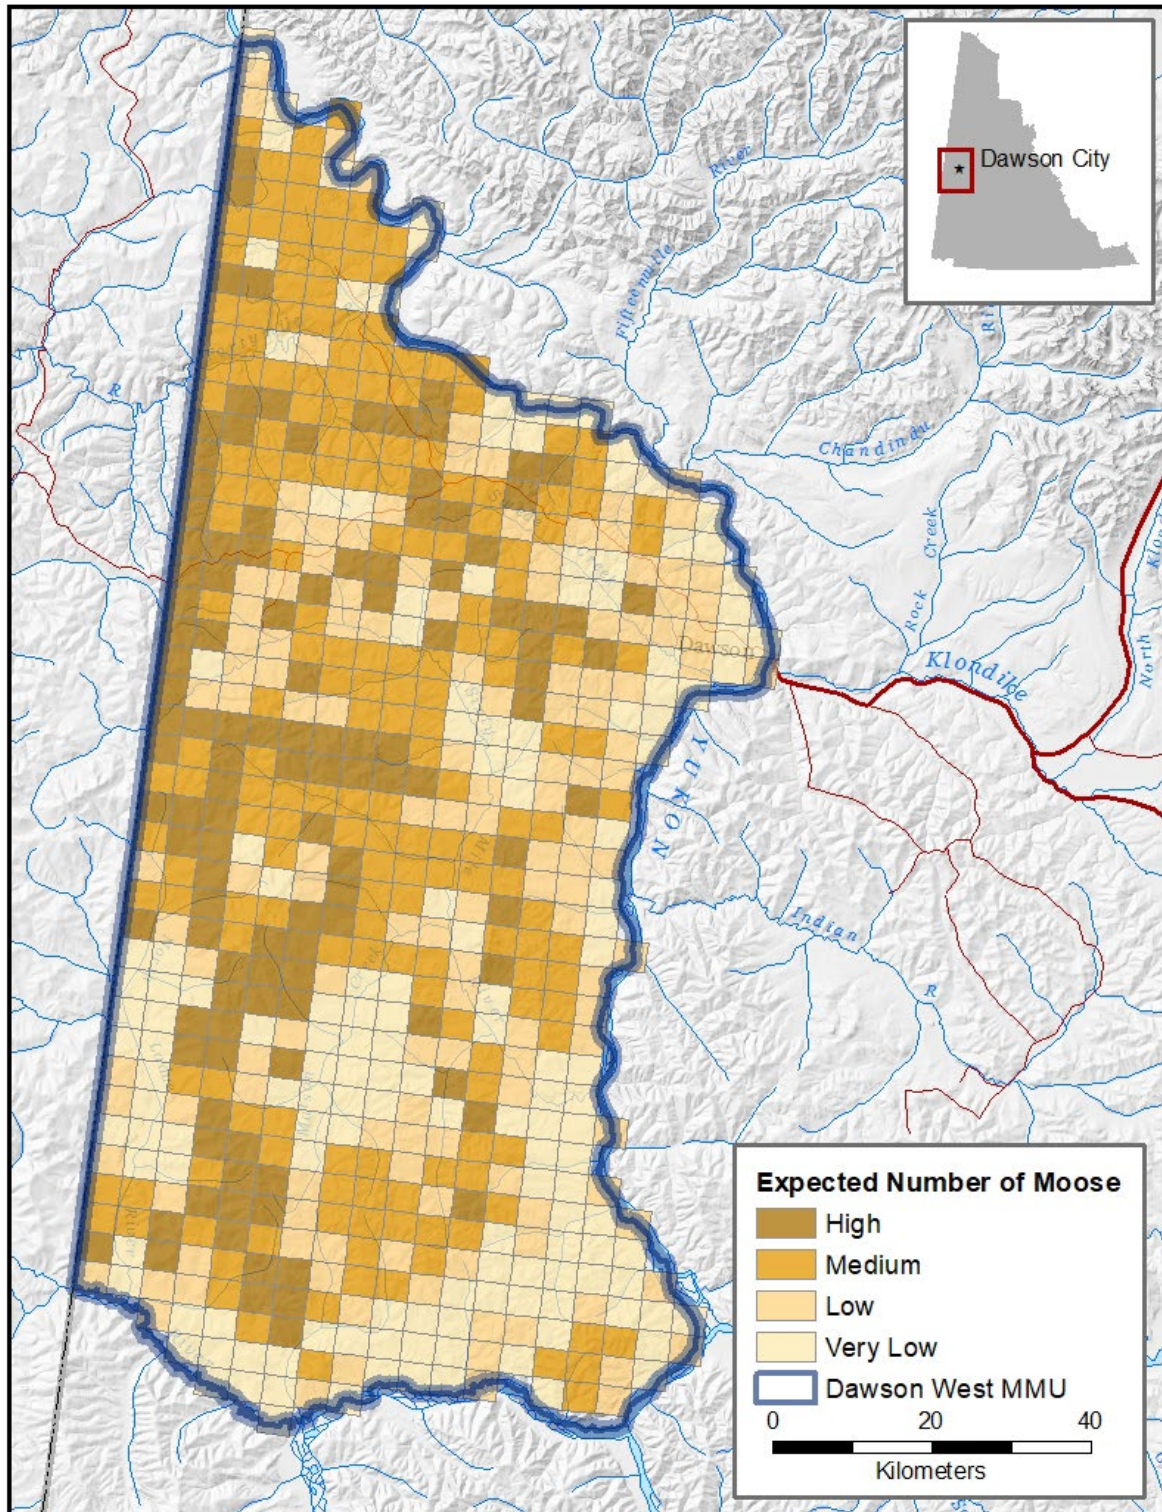 Dawson City
River
Fifteenmile
R
Chandindu
Creek
Rock
North
Dawson
Klondike
YUKON
Indian
R
Expected Number of Moose
High
Medium
Low
Very Low
Dawson West MMU
0 20 40
Kilometers